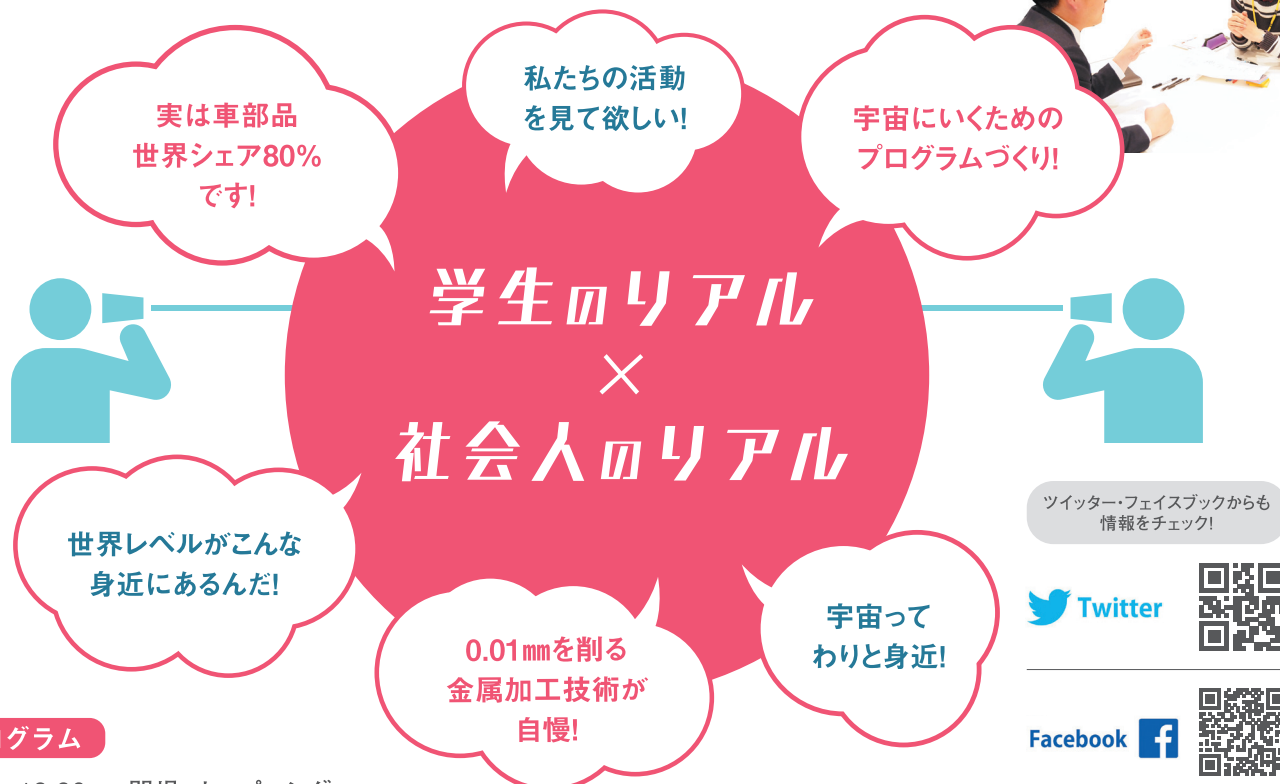 実は車部品
世界シェア80%
です!
私たちの活動
を見て欲しい!
宇宙にいくための
プログラムづくり!
学生のリアル
×
社会人のリアル
世界レベルがこんな
身近にあるんだ!
0.01㎜を削る
金属加工技術が
自慢!
宇宙って
わりと身近!
ツイッター・フェイスブックからも
情報をチェック!
Twitter
Facebook
グラム